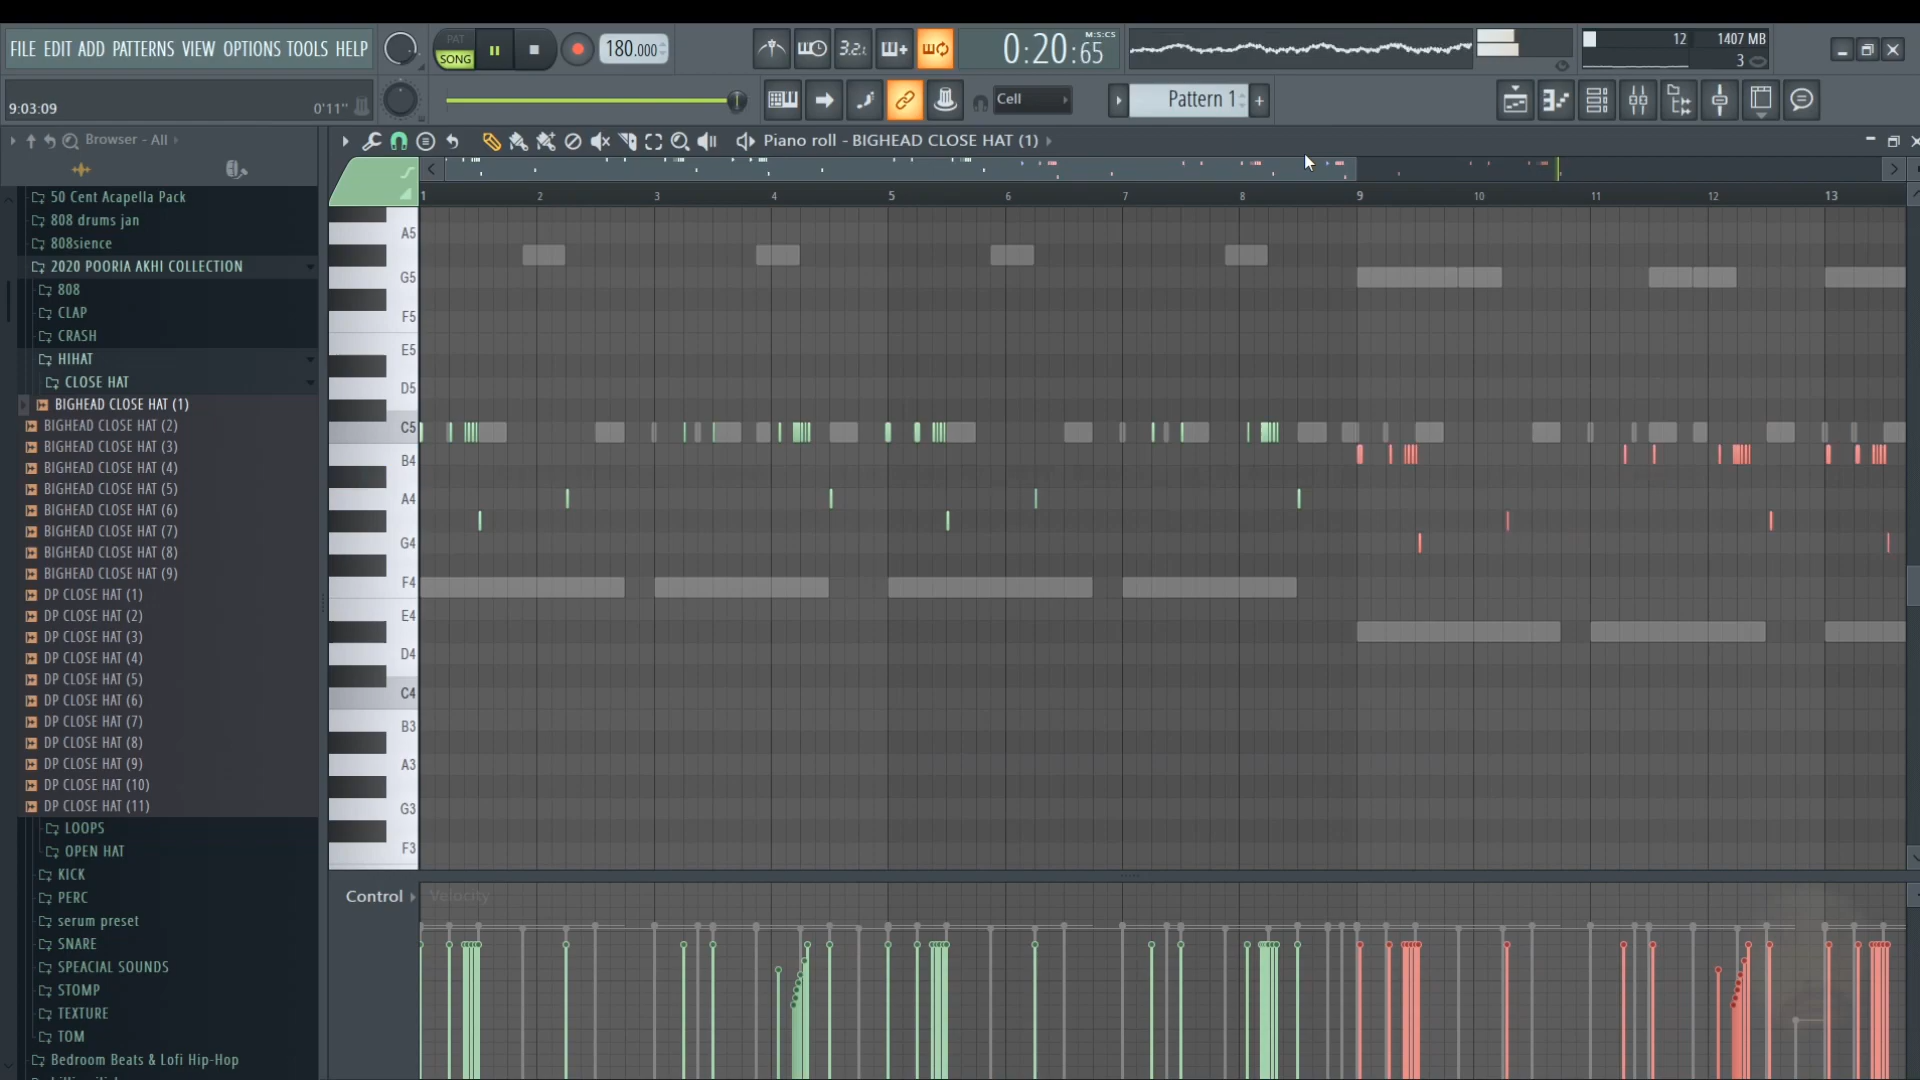 FILE EDIT ADD PATTERNS VIEW OPTIONS TOOLS HELP
PAT
SONG
180.000
3.2.
0:20:65
M:S:CS
12
1407 MB
3
9:03:09
0'11"
Cell
Pattern 1
+
Browser - All
Piano roll - BIGHEAD CLOSE HAT (1)
1 2 3 4 5 6 7 8 9 10 11 12 13
50 Cent Acapella Pack
808 drums jan
808sience
2020 POORIA AKHI COLLECTION
808
CLAP
CRASH
HIHAT
CLOSE HAT
BIGHEAD CLOSE HAT (1)
BIGHEAD CLOSE HAT (2)
BIGHEAD CLOSE HAT (3)
BIGHEAD CLOSE HAT (4)
BIGHEAD CLOSE HAT (5)
BIGHEAD CLOSE HAT (6)
BIGHEAD CLOSE HAT (7)
BIGHEAD CLOSE HAT (8)
BIGHEAD CLOSE HAT (9)
DP CLOSE HAT (1)
DP CLOSE HAT (2)
DP CLOSE HAT (3)
DP CLOSE HAT (4)
DP CLOSE HAT (5)
DP CLOSE HAT (6)
DP CLOSE HAT (7)
DP CLOSE HAT (8)
DP CLOSE HAT (9)
DP CLOSE HAT (10)
DP CLOSE HAT (11)
LOOPS
OPEN HAT
KICK
PERC
serum preset
SNARE
SPEACIAL SOUNDS
STOMP
TEXTURE
TOM
Bedroom Beats & Lofi Hip-Hop
A5
G5
F5
E5
D5
C5
B4
A4
G4
F4
E4
D4
C4
B3
A3
G3
F3
Control
Velocity